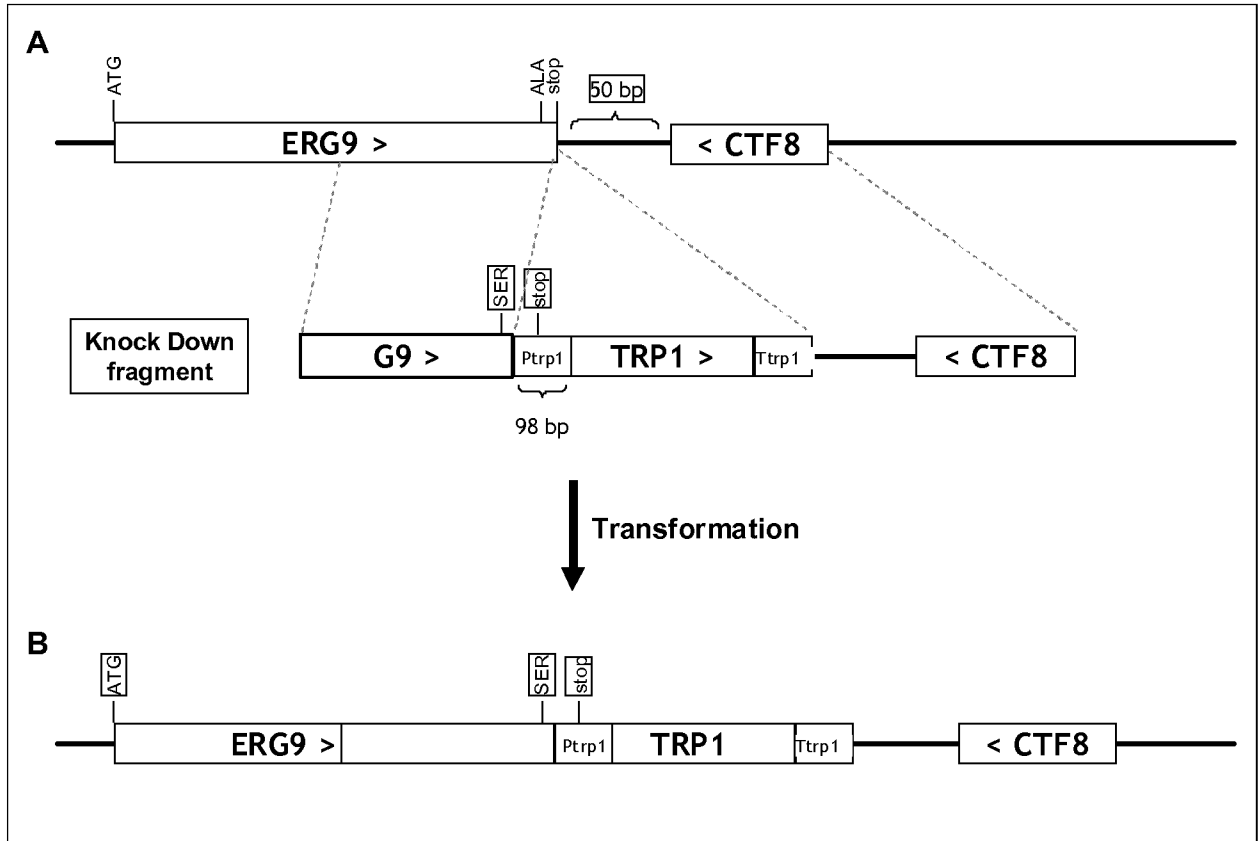 A
ATG
ALA
stop
50 bp
ERG9 >
< CTF8
SER
stop
Knock Down
fragment
G9 >
Ptrp1
TRP1 >
Ttrp1
< CTF8
98 bp
Transformation
B
ATG
SER
stop
ERG9 >
Ptrp1
TRP1
Ttrp1
< CTF8